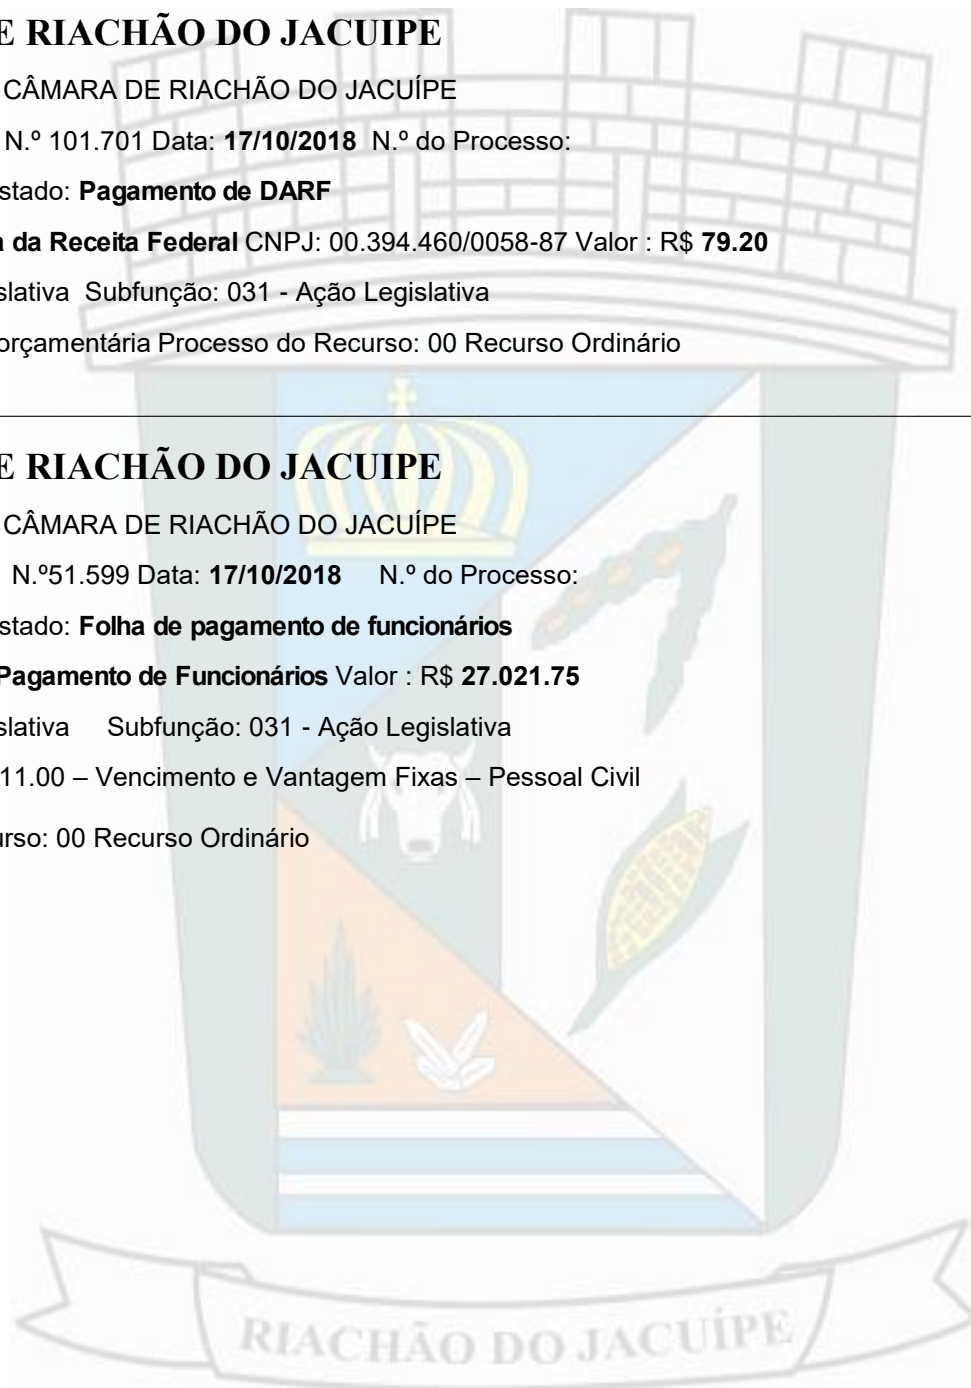 E RIACHÃO DO JACUIPE
CÂMARA DE RIACHÃO DO JACUÍPE
N.º 101.701 Data: 17/10/2018 N.º do Processo:
stado: Pagamento de DARF
a da Receita Federal CNPJ: 00.394.460/0058-87 Valor : R$ 79.20
slativa Subfunção: 031 - Ação Legislativa
orçamentária Processo do Recurso: 00 Recurso Ordinário
E RIACHÃO DO JACUIPE
CÂMARA DE RIACHÃO DO JACUÍPE
N.º51.599 Data: 17/10/2018 N.º do Processo:
stado: Folha de pagamento de funcionários
Pagamento de Funcionários Valor : R$ 27.021.75
slativa Subfunção: 031 - Ação Legislativa
11.00 – Vencimento e Vantagem Fixas – Pessoal Civil
urso: 00 Recurso Ordinário
RIACHÃO DO JACUÍPE